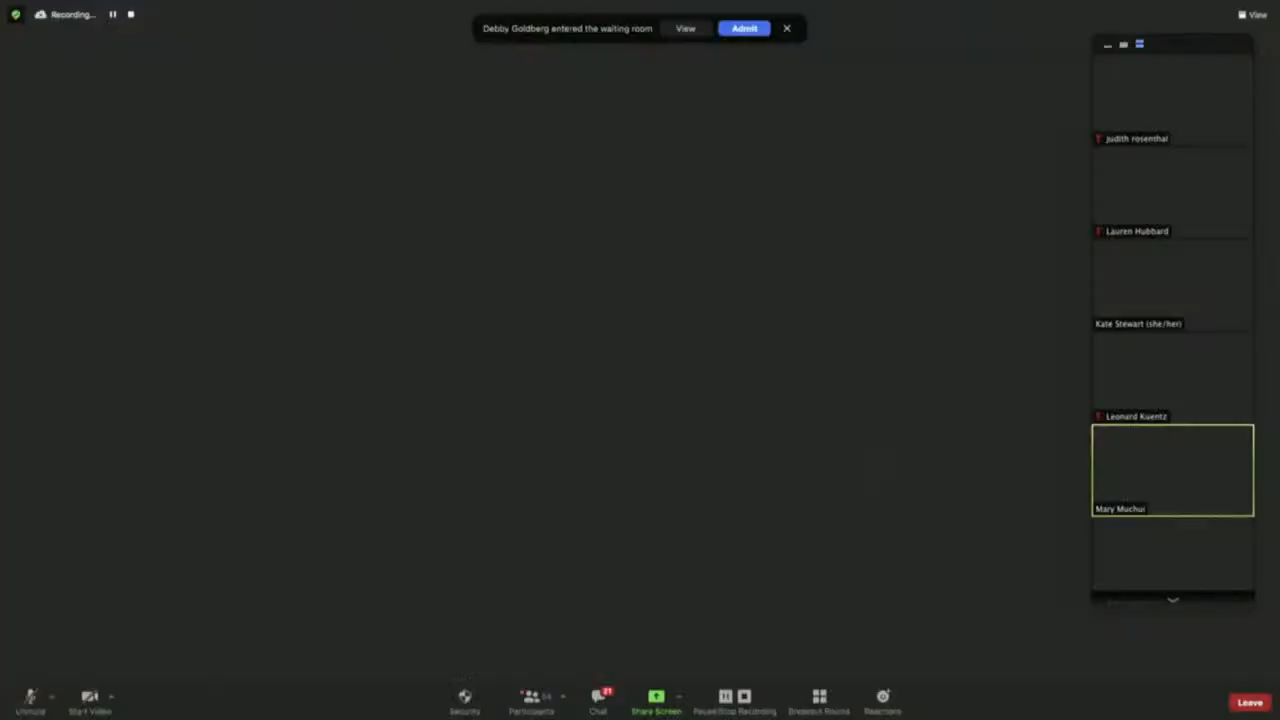 Recording...
View
Debby Goldberg entered the waiting room View Admit
judith rosenthal
Lauren Hubbard
Kate Stewart (she/her)
Leonard Kuentz
Mary Muchui
Unmute Start Video Security Participants Chat 21 Share Screen Pause/Stop Recording Breakout Rooms Reactions Leave